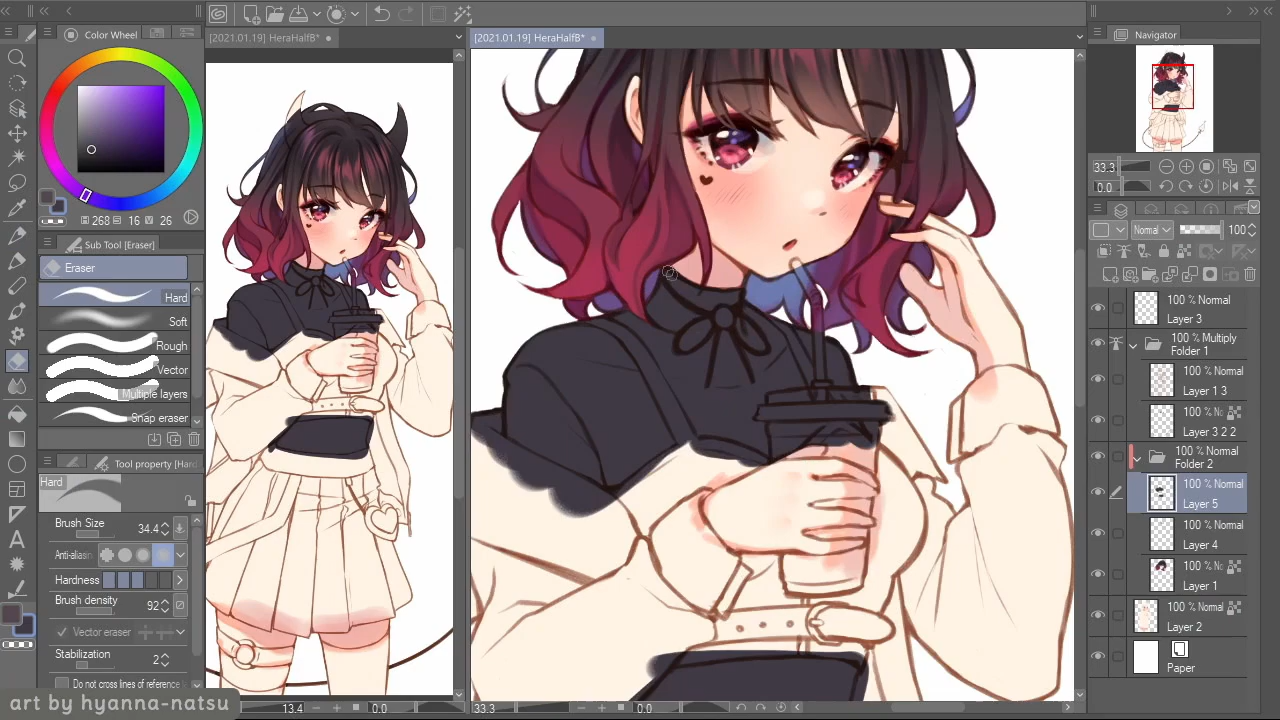 Color Wheel
268 16 26
Sub Tool [Eraser]
Eraser
Hard
Soft
Rough
Vector
Multiple layers
Snap eraser
Tool property [Hard
Hard
Brush Size
34.4
Anti-aliasin
Hardness
Brush density
92
Vector eraser
Stabilization
2
Do not cross lines of reference
art by hyanna-natsu
[2021.01.19] HeraHalfB*
13.4
0.0
[2021.01.19] HeraHalfB*
33.3
0.0
Navigator
33.3
0.0
Normal
100
100 % Normal
Layer 3
100 % Multiply
Folder 1
100 % Normal
Layer 1 3
Layer 3 2 2
100 % Normal
Folder 2
100 % Normal
Layer 5
100 % Normal
Layer 4
Layer 1
100 % Normal
Layer 2
Paper